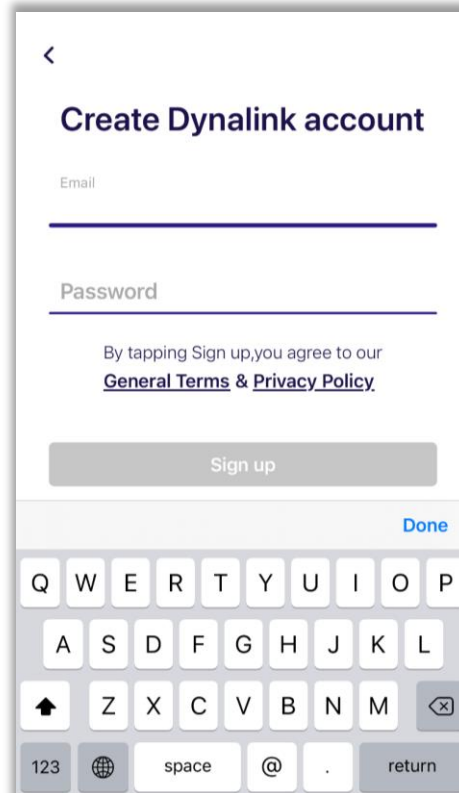 Create Dynalink account
Email
Password
By tapping Sign up,you agree to our
General Terms & Privacy Policy
Sign up
Done
Q W E R T Y U I O P
A S D F G H J K L
Z X C V B N M
123 space @ . return